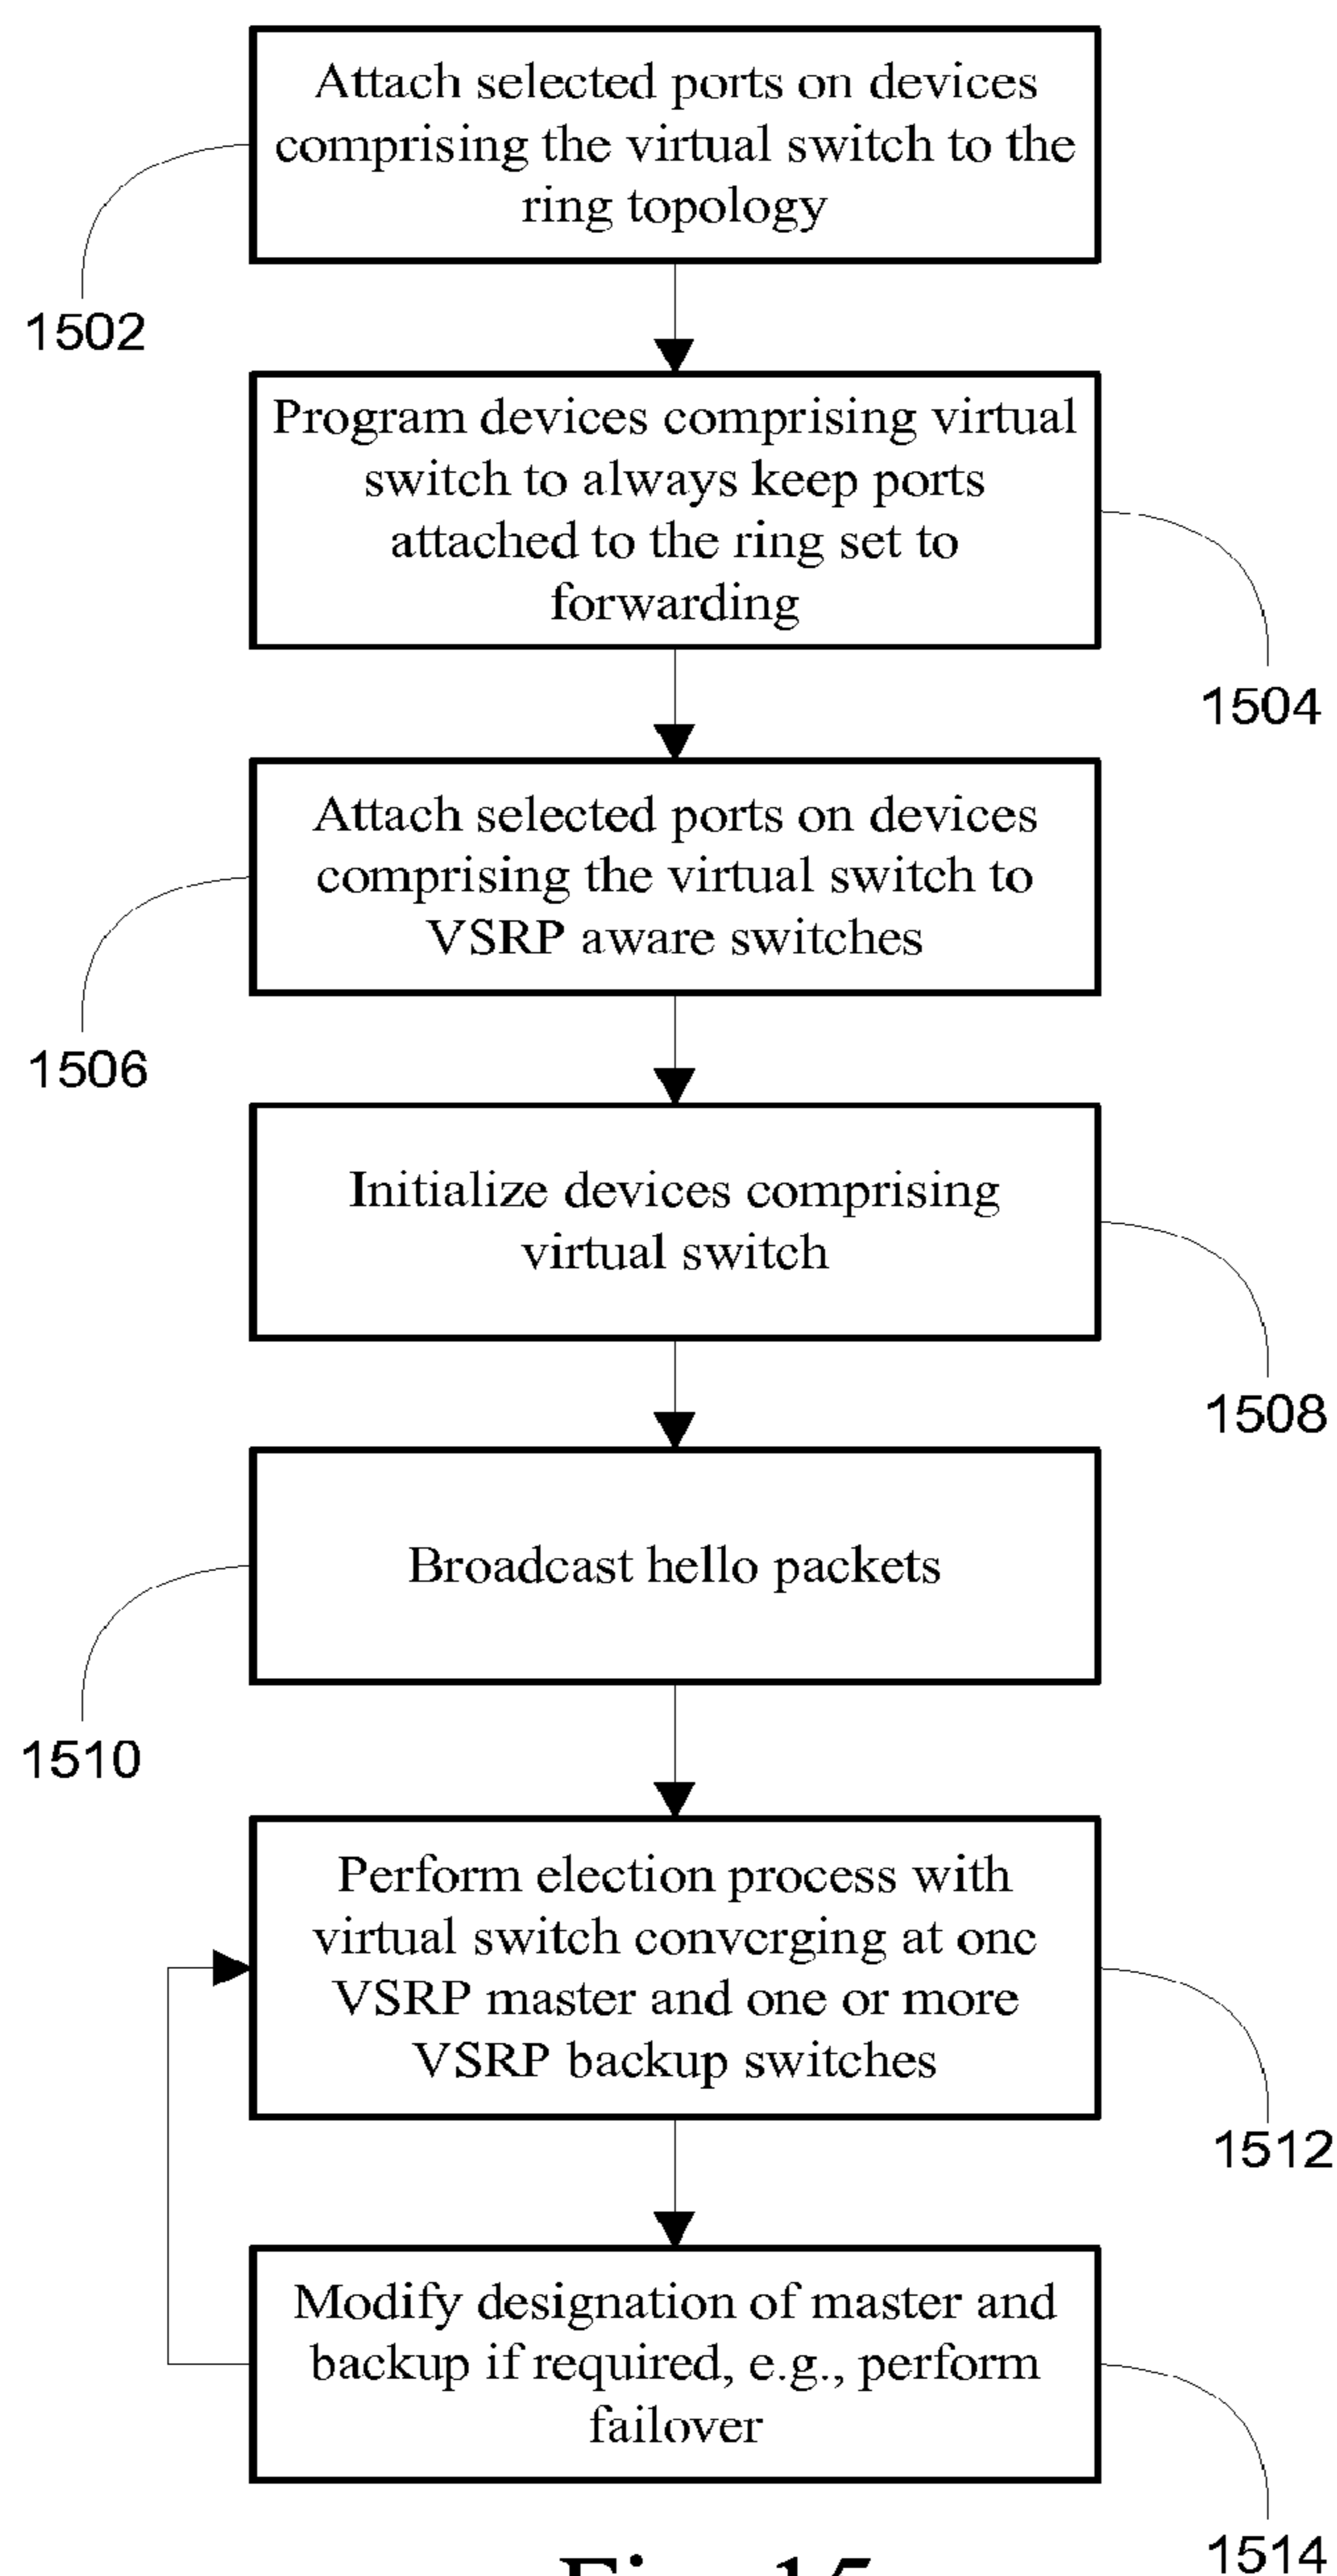 Attach selected ports on devices
comprising the virtual switch to the
ring topology
1502
Program devices comprising virtual
switch to always keep ports
attached to the ring set to
forwarding
1504
Attach selected ports on devices
comprising the virtual switch to
VSRP aware switches
1506
Initialize devices comprising
virtual switch
1508
Broadcast hello packets
1510
Perform election process with
virtual switch converging at one
VSRP master and one or more
VSRP backup switches
1512
Modify designation of master and
backup if required, e.g., perform
failover
1514
Fig. 15